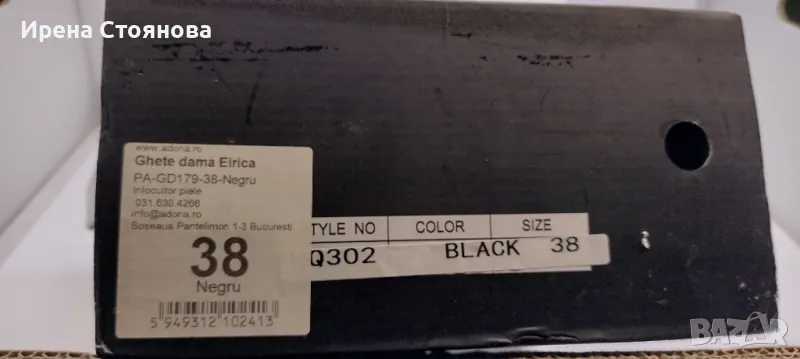 Ирена Стоянова
www.adona.ro
Ghete dama Eirica
PA-GD179-38-Negru
Inlocuitor piele
031.630.4266
info@adona.ro
Soseaua Pantelimon 1-3 Bucuresti
38
Negru
5 949312 102413
TYLE NO COLOR SIZE
Q302 BLACK 38
BAZAR